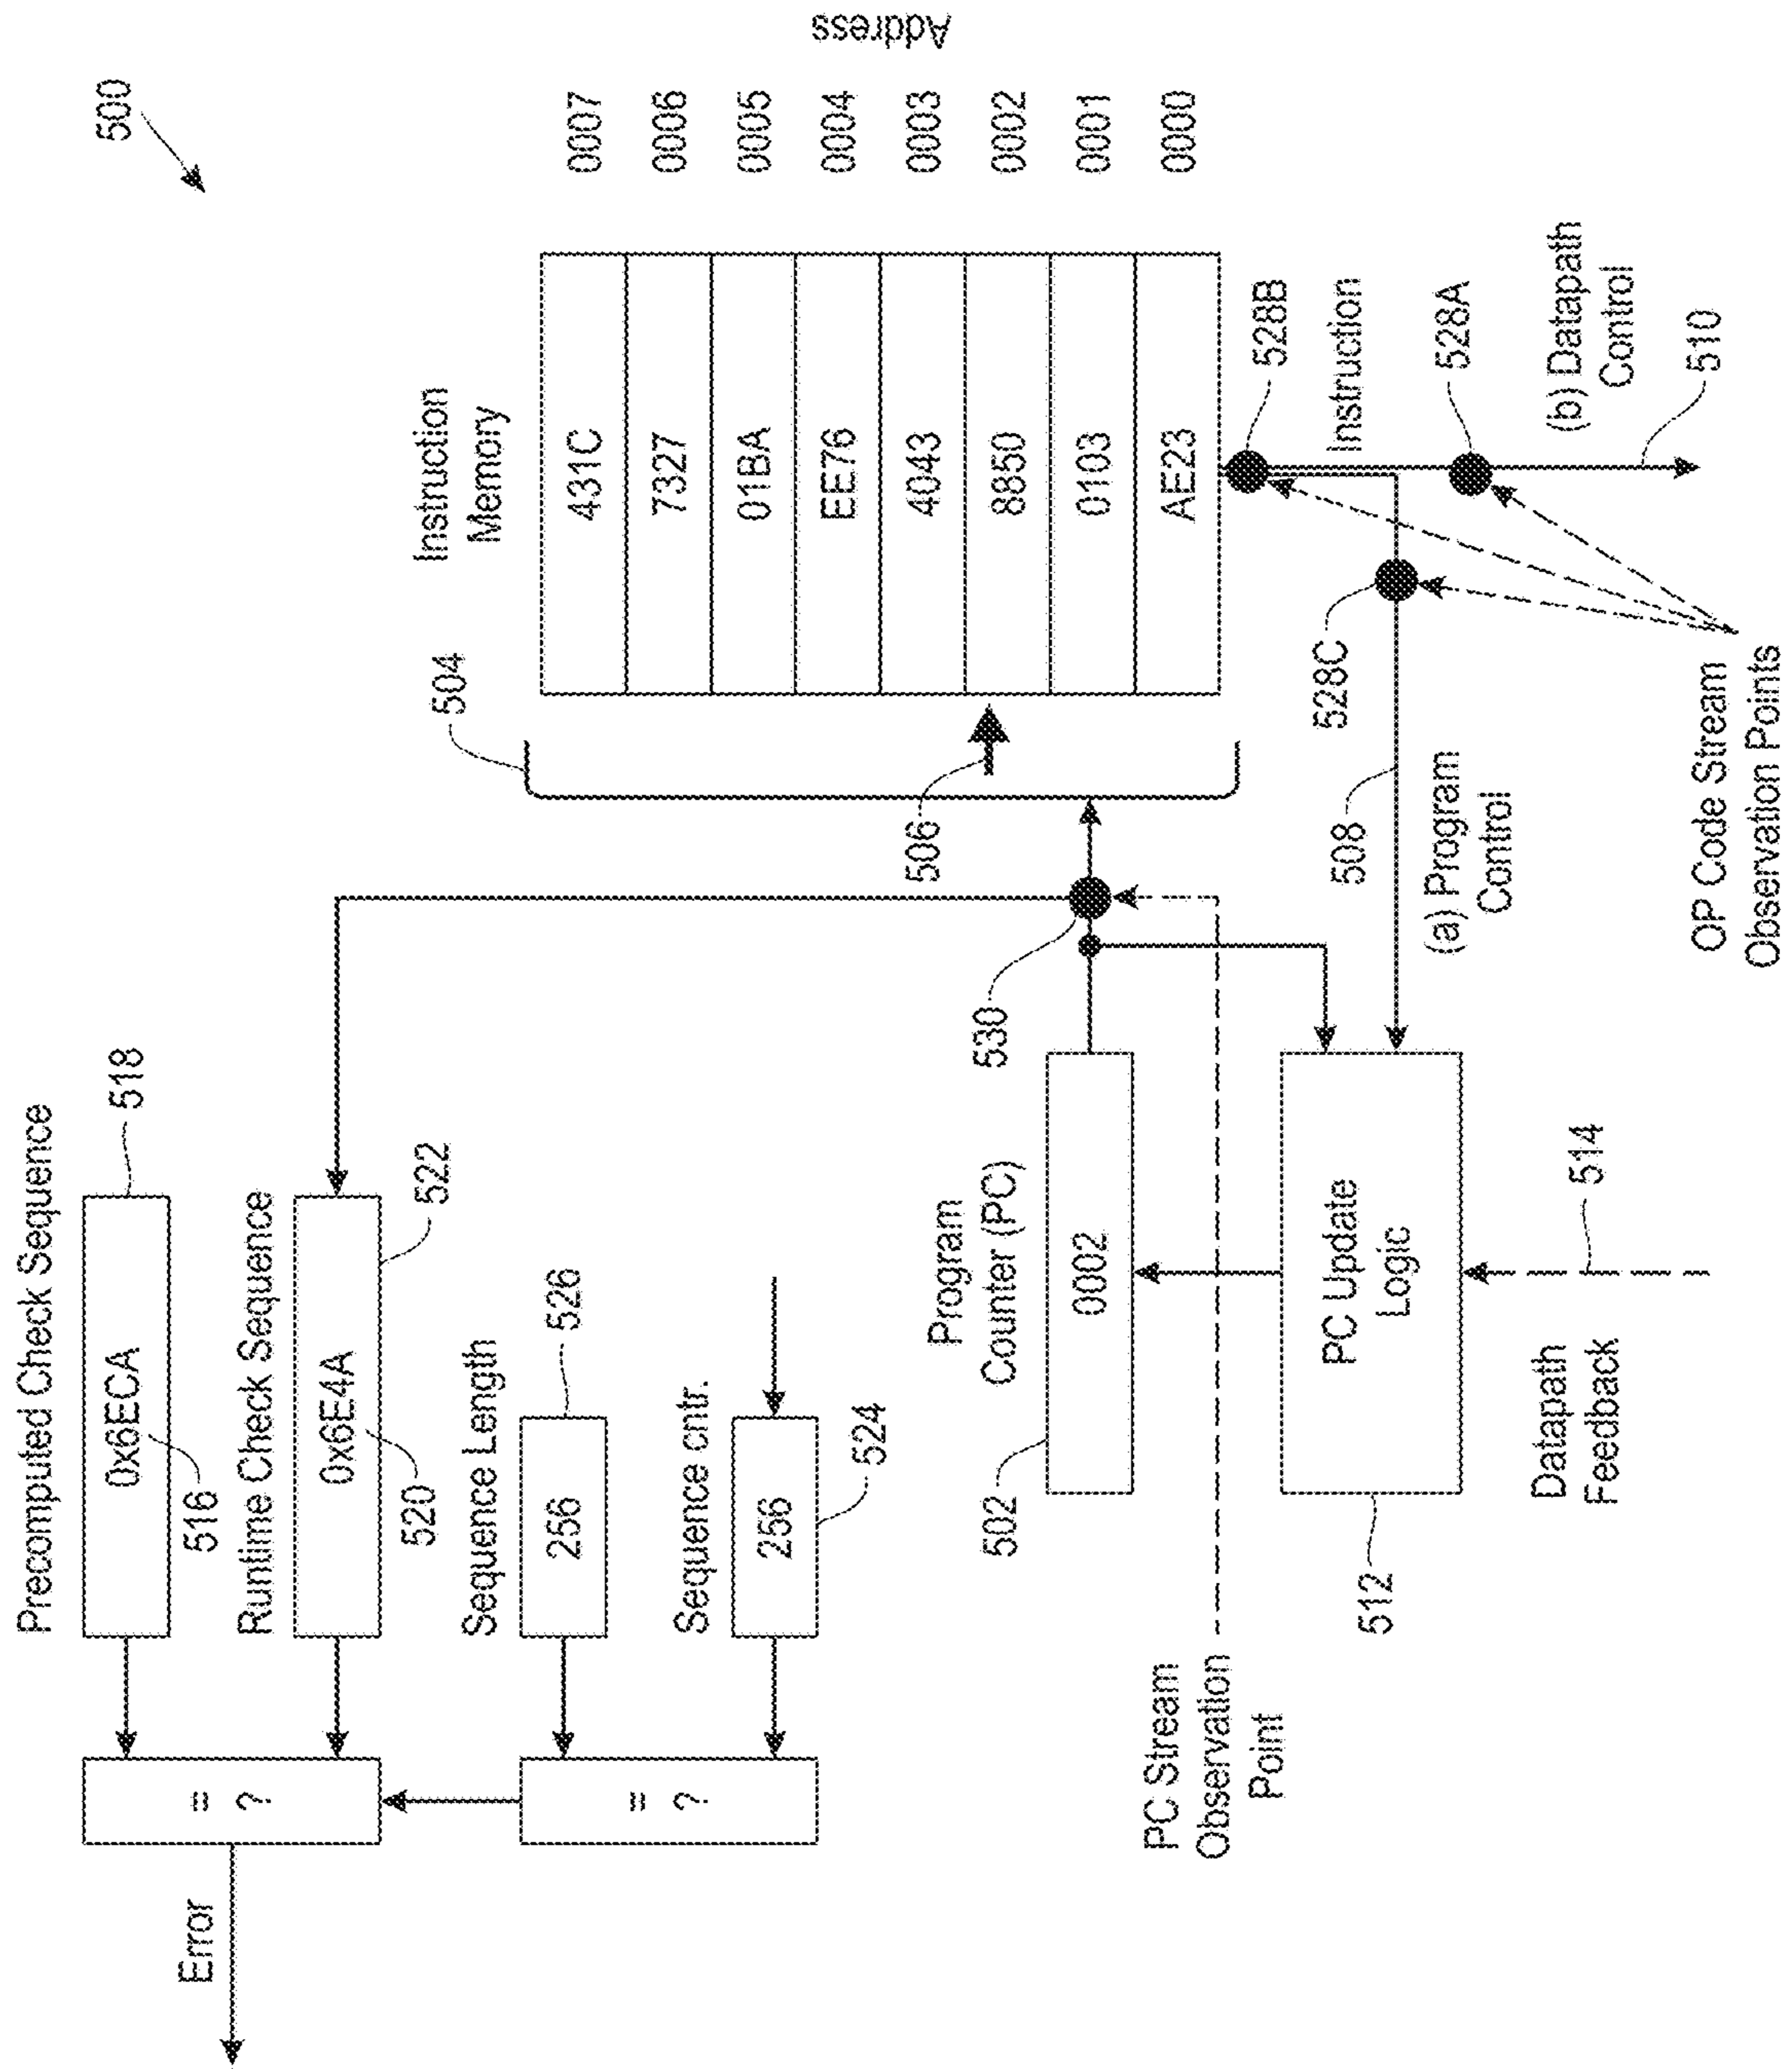 500
Precomputed Check Sequence
0x6ECA
516
518
Runtime Check Sequence
0x6E4A
520
522
Sequence Length
256
526
Sequence cntr.
256
524
= ?
= ?
Error
Program
Counter (PC)
0002
502
530
PC Stream
Observation
Point
PC Update
Logic
512
Datapath
Feedback
514
504
506
Instruction
Memory
431C
7327
01BA
EE76
4043
8850
0103
AE23
0007
0006
0005
0004
0003
0002
0001
0000
Address
528B
Instruction
528A
528C
508
(a) Program
Control
(b) Datapath
Control
510
OP Code Stream
Observation Points